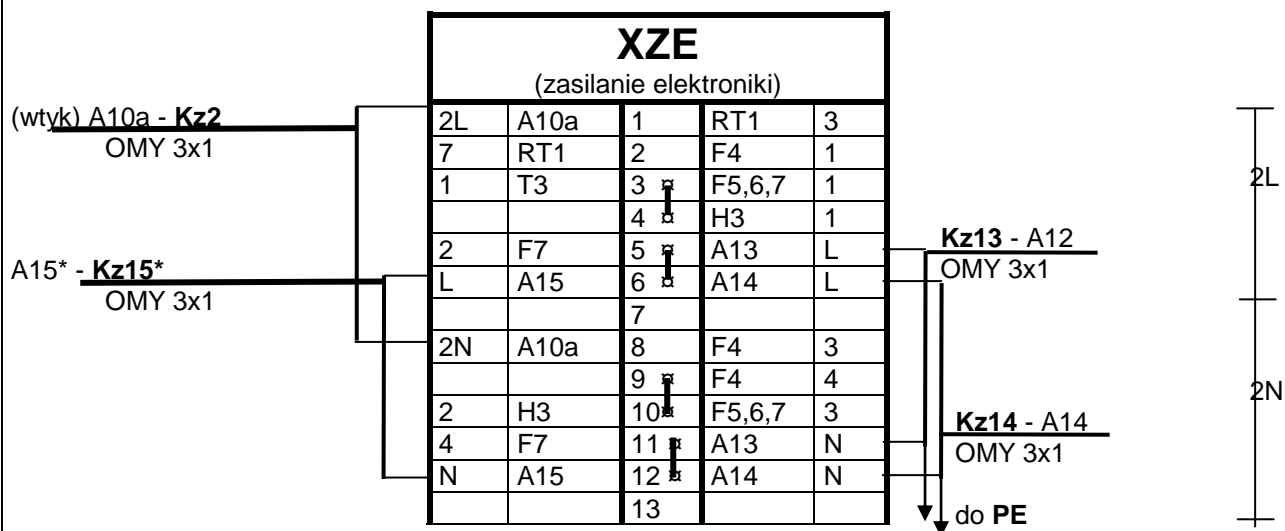 XZE
(zasilanie elektroniki)
(wtyk) A10a - Kz2
OMY 3x1
A15* - Kz15*
OMY 3x1
2L A10a 1 RT1 3
7 RT1 2 F4 1
1 T3 3 F5,6,7 1
4 H3 1
2 F7 5 A13 L
L A15 6 A14 L
7
2N A10a 8 F4 3
9 F4 4
2 H3 10 F5,6,7 3
4 F7 11 A13 N
N A15 12 A14 N
13
Kz13 - A12
OMY 3x1
Kz14 - A14
OMY 3x1
do PE
2L
2N